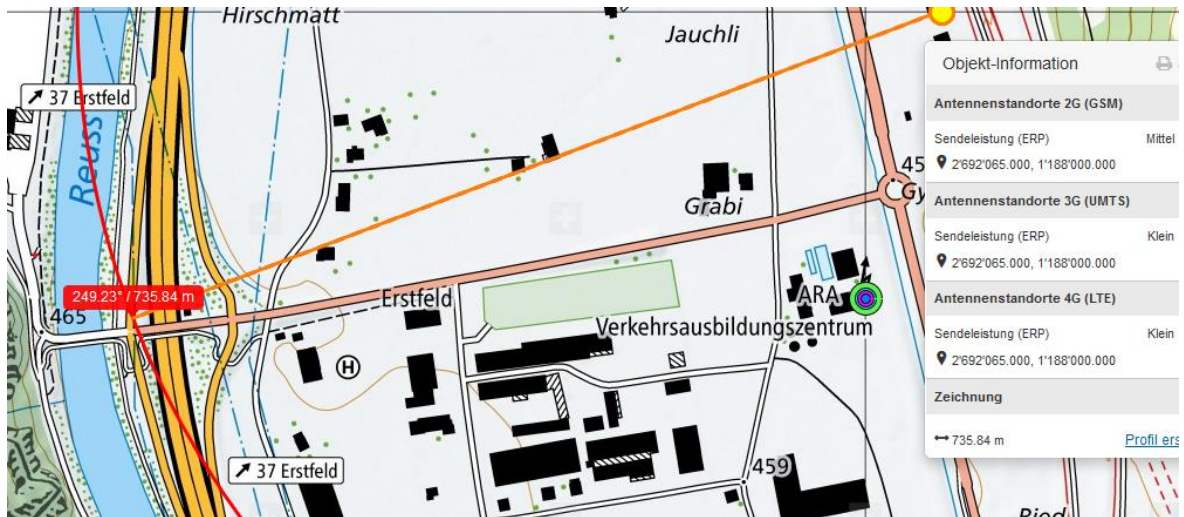 Hirschmatt
Jauchli
37 Erstfeld
Reuss
Grabi
249.23° / 735.84 m
465
Erstfeld
ARA
Verkehrsausbildungszentrum
H
37 Erstfeld
459
Objekt-Information
Antennenstandorte 2G (GSM)
Sendeleistung (ERP) Mittel
2'692'065.000, 1'188'000.000
Antennenstandorte 3G (UMTS)
Sendeleistung (ERP) Klein
2'692'065.000, 1'188'000.000
Antennenstandorte 4G (LTE)
Sendeleistung (ERP) Klein
2'692'065.000, 1'188'000.000
Zeichnung
735.84 m Profil ers